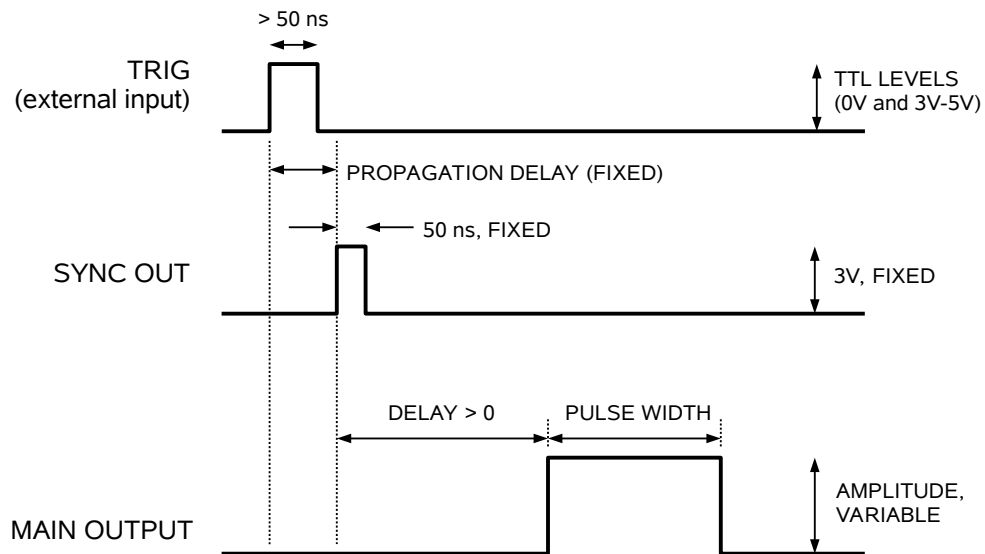 > 50 ns
TRIG
(external input)
TTL LEVELS
(0V and 3V-5V)
PROPAGATION DELAY (FIXED)
50 ns, FIXED
SYNC OUT
3V, FIXED
DELAY > 0
PULSE WIDTH
AMPLITUDE,
VARIABLE
MAIN OUTPUT